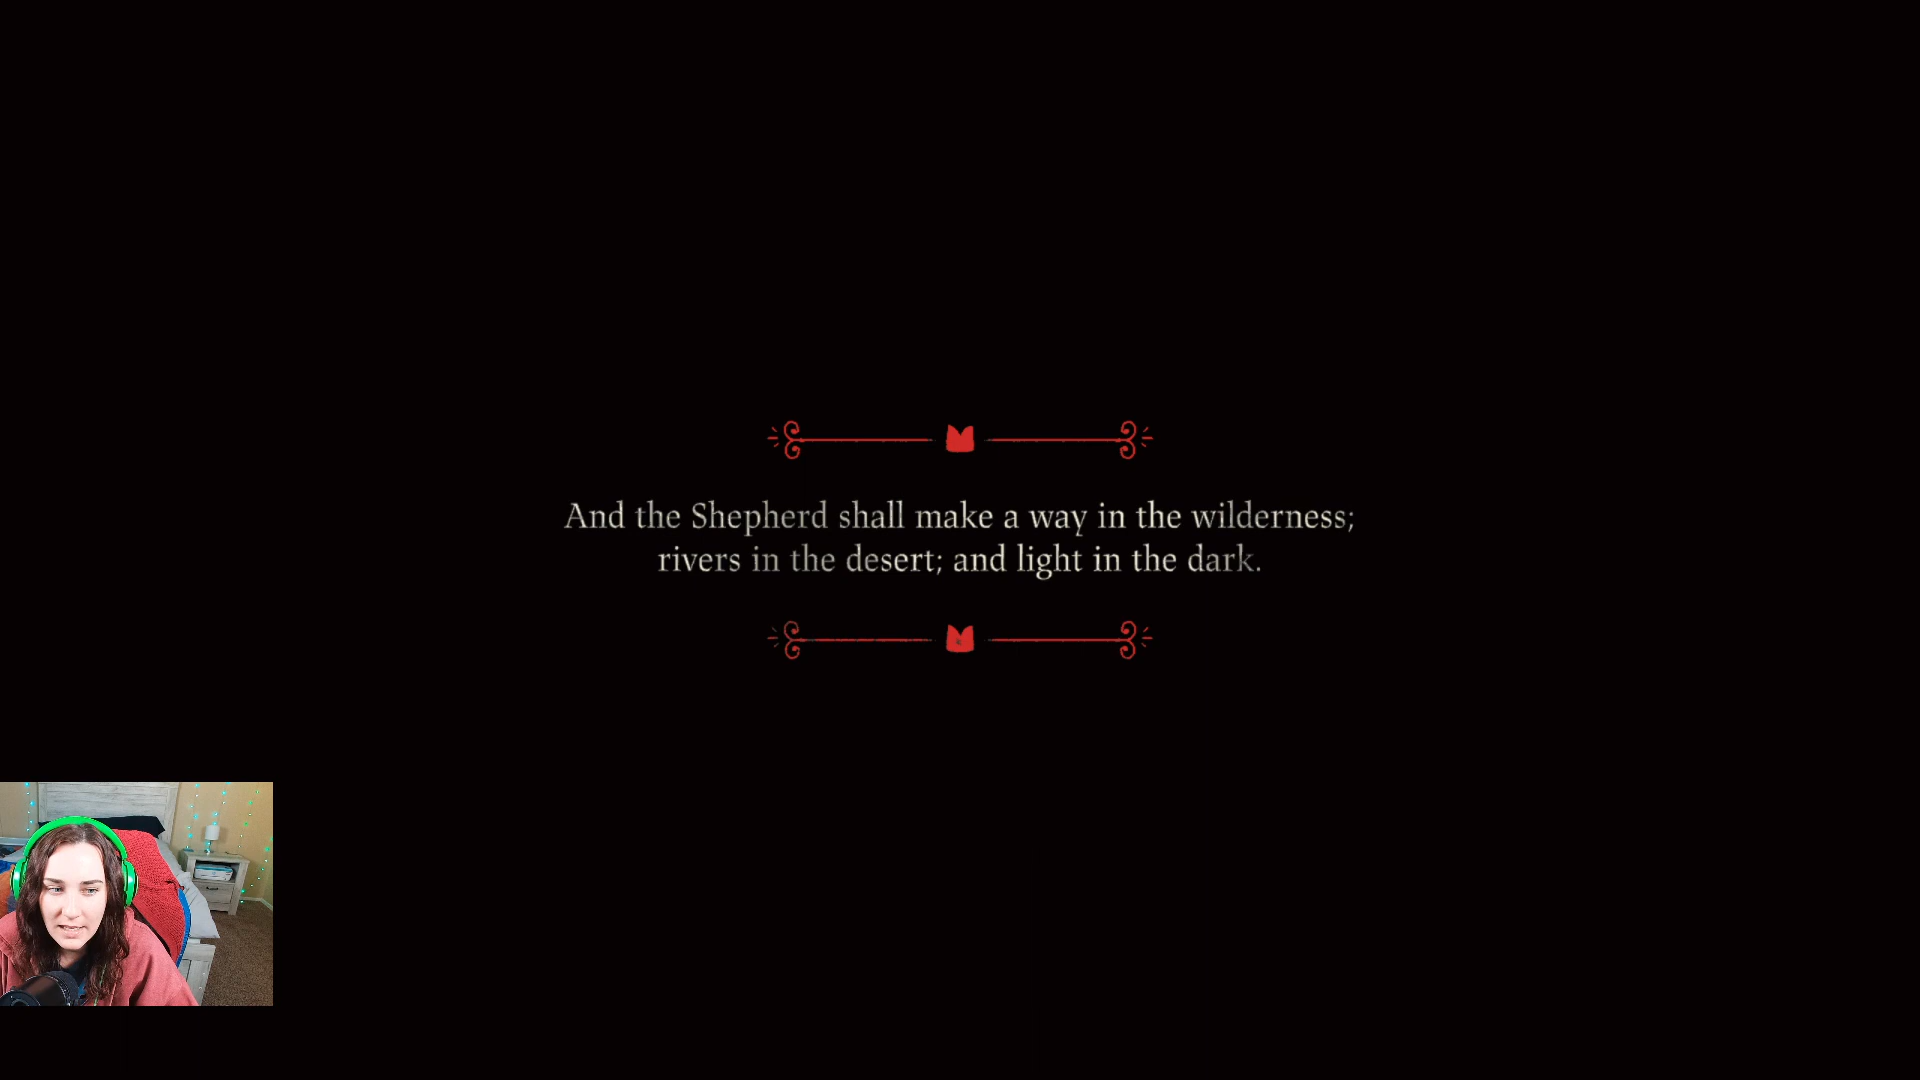 And the Shepherd shall make a way in the wilderness;
rivers in the desert; and light in the dark.